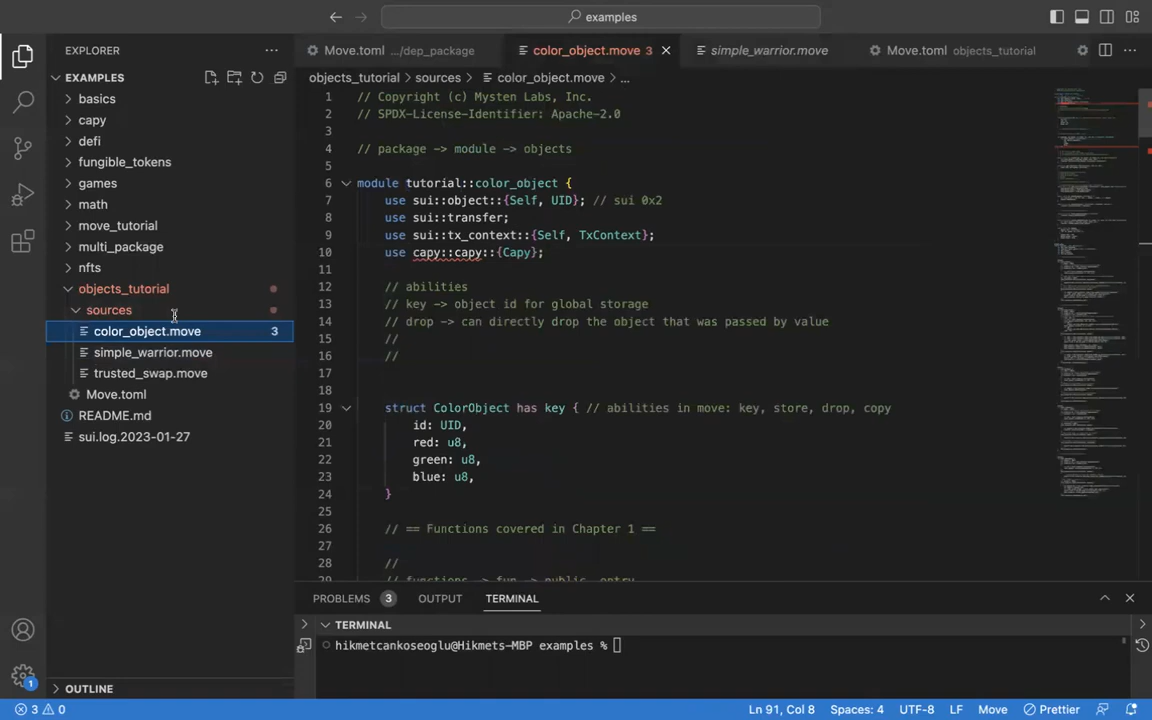 examples
EXPLORER
EXAMPLES
basics
capy
defi
fungible_tokens
games
math
move_tutorial
multi_package
nfts
objects_tutorial
sources
color_object.move 3
simple_warrior.move
trusted_swap.move
Move.toml
README.md
sui.log.2023-01-27
OUTLINE
Move.toml .../dep_package
color_object.move 3
simple_warrior.move
Move.toml objects_tutorial
objects_tutorial > sources > color_object.move > ...
1 // Copyright (c) Mysten Labs, Inc.
2 // SPDX-License-Identifier: Apache-2.0
3
4 // package -> module -> objects
5
6 module tutorial::color_object {
7 use sui::object::{Self, UID}; // sui 0x2
8 use sui::transfer;
9 use sui::tx_context::{Self, TxContext};
10 use capy::capy::{Capy};
11
12 // abilities
13 // key -> object id for global storage
14 // drop -> can directly drop the object that was passed by value
15 //
16 //
17
18
19 struct ColorObject has key { // abilities in move: key, store, drop, copy
20 id: UID,
21 red: u8,
22 green: u8,
23 blue: u8,
24 }
25
26 // == Functions covered in Chapter 1 ==
27
28 //
29 // functions -> fun -> public, entry
PROBLEMS 3 OUTPUT TERMINAL
TERMINAL
hikmetcankoseoglu@Hikmets-MBP examples %
1
3 0
Ln 91, Col 8 Spaces: 4 UTF-8 LF Move Prettier